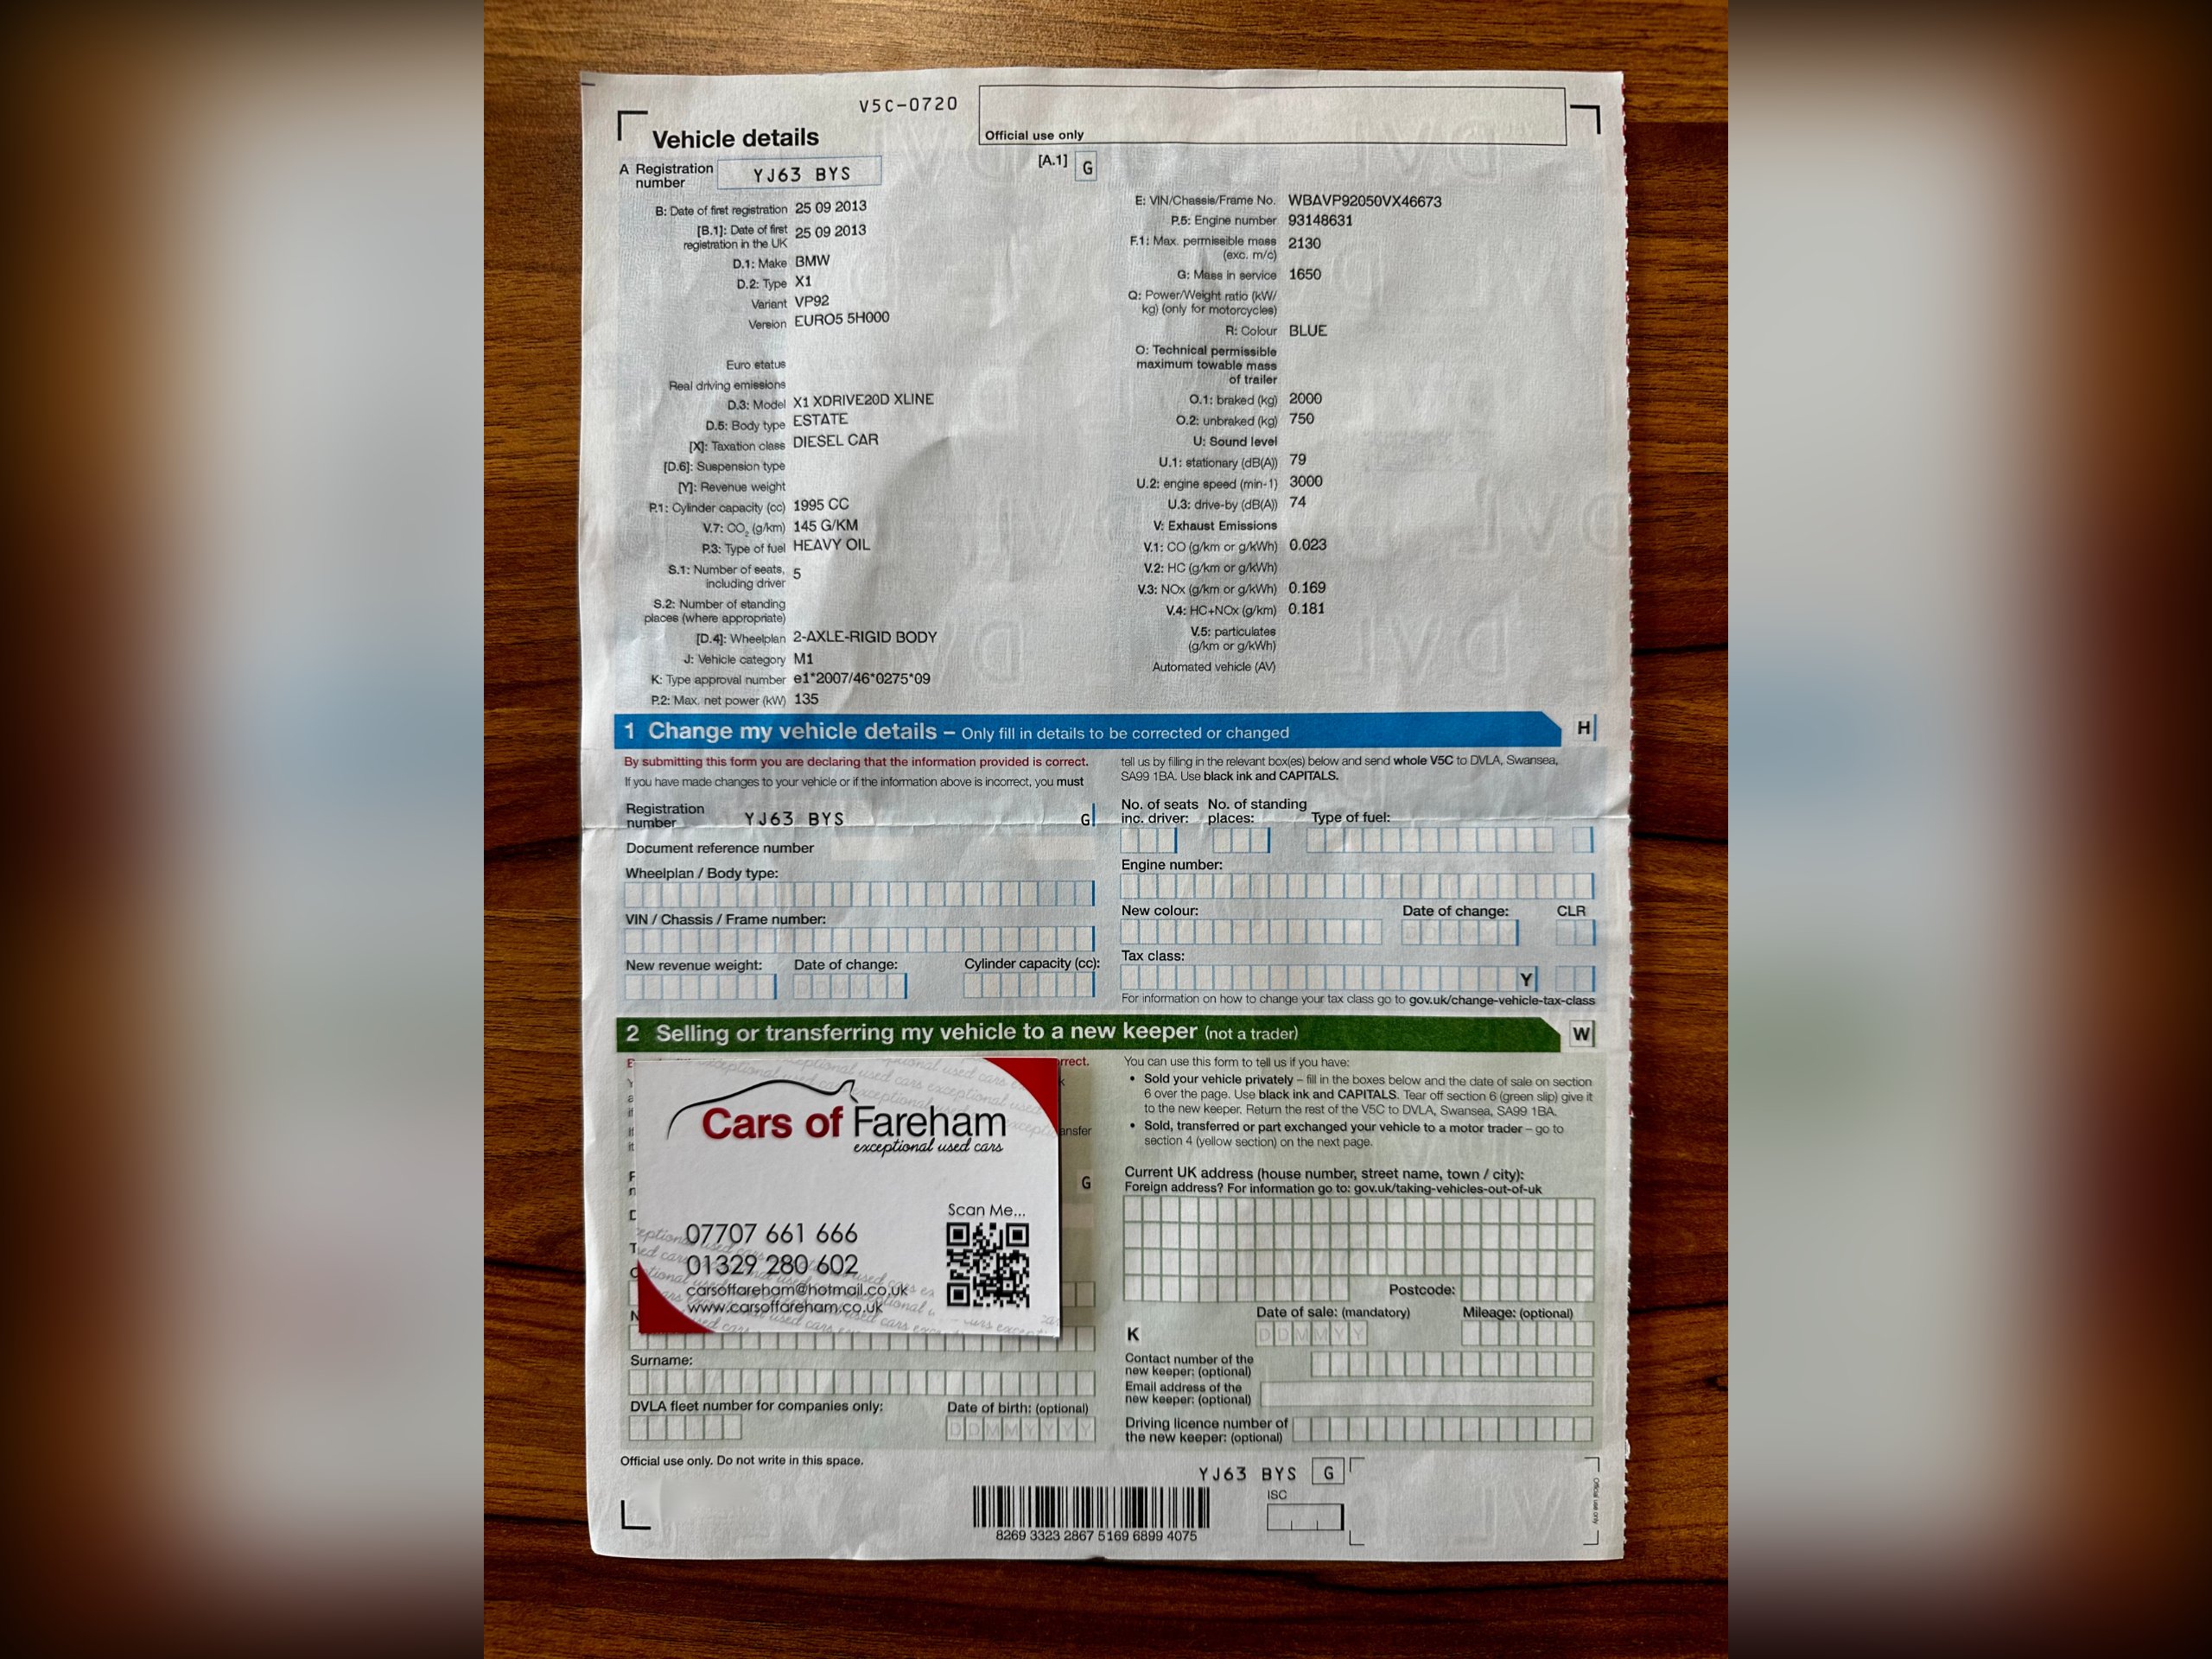 V5C-0720
Official use only
Vehicle details
A Registration number YJ63 BYS
[A.1] G
B: Date of first registration 25 09 2013
[B.1]: Date of first registration in the UK 25 09 2013
D.1: Make BMW
D.2: Type X1
Variant VP92
Version EURO5 5H000
Euro status
Real driving emissions
D.3: Model X1 XDRIVE20D XLINE
D.5: Body type ESTATE
[X]: Taxation class DIESEL CAR
[D.6]: Suspension type
[Y]: Revenue weight
P.1: Cylinder capacity (cc) 1995 CC
V.7: CO₂ (g/km) 145 G/KM
P.3: Type of fuel HEAVY OIL
S.1: Number of seats, including driver 5
S.2: Number of standing places (where appropriate)
[D.4]: Wheelplan 2-AXLE-RIGID BODY
J: Vehicle category M1
K: Type approval number e1*2007/46*0275*09
P.2: Max. net power (kW) 135
E: VIN/Chassis/Frame No. WBAVP92050VX46673
P.5: Engine number 93148631
F.1: Max. permissible mass (exc. m/c) 2130
G: Mass in service 1650
Q: Power/Weight ratio (kW/kg) (only for motorcycles)
R: Colour BLUE
O: Technical permissible maximum towable mass of trailer
O.1: braked (kg) 2000
O.2: unbraked (kg) 750
U: Sound level
U.1: stationary (dB(A)) 79
U.2: engine speed (min-1) 3000
U.3: drive-by (dB(A)) 74
V: Exhaust Emissions
V.1: CO (g/km or g/kWh) 0.023
V.2: HC (g/km or g/kWh)
V.3: NOx (g/km or g/kWh) 0.169
V.4: HC+NOx (g/km) 0.181
V.5: particulates (g/km or g/kWh)
Automated vehicle (AV)
1 Change my vehicle details – Only fill in details to be corrected or changed H
By submitting this form you are declaring that the information provided is correct.
If you have made changes to your vehicle or if the information above is incorrect, you must
tell us by filling in the relevant box(es) below and send whole V5C to DVLA, Swansea,
SA99 1BA. Use black ink and CAPITALS.
Registration number YJ63 BYS G
Document reference number
Wheelplan / Body type:
VIN / Chassis / Frame number:
New revenue weight: Date of change: Cylinder capacity (cc):
No. of seats inc. driver: No. of standing places: Type of fuel:
Engine number:
New colour: Date of change: CLR
Tax class: Y
For information on how to change your tax class go to gov.uk/change-vehicle-tax-class
2 Selling or transferring my vehicle to a new keeper (not a trader) W
Cars of Fareham
exceptional used cars
07707 661 666
01329 280 602
carsoffareham@hotmail.co.uk
www.carsoffareham.co.uk
Scan Me...
G
Surname:
DVLA fleet number for companies only: Date of birth: (optional)
DDMMYYYY
You can use this form to tell us if you have:
• Sold your vehicle privately – fill in the boxes below and the date of sale on section
6 over the page. Use black ink and CAPITALS. Tear off section 6 (green slip) give it
to the new keeper. Return the rest of the V5C to DVLA, Swansea, SA99 1BA.
• Sold, transferred or part exchanged your vehicle to a motor trader – go to
section 4 (yellow section) on the next page.
Current UK address (house number, street name, town / city):
Foreign address? For information go to: gov.uk/taking-vehicles-out-of-uk
Postcode:
Date of sale: (mandatory) Mileage: (optional)
K DDMMYY
Contact number of the new keeper: (optional)
Email address of the new keeper: (optional)
Driving licence number of the new keeper: (optional)
Official use only. Do not write in this space.
YJ63 BYS G
ISC
8269 3323 2867 5169 6899 4075
Official use only